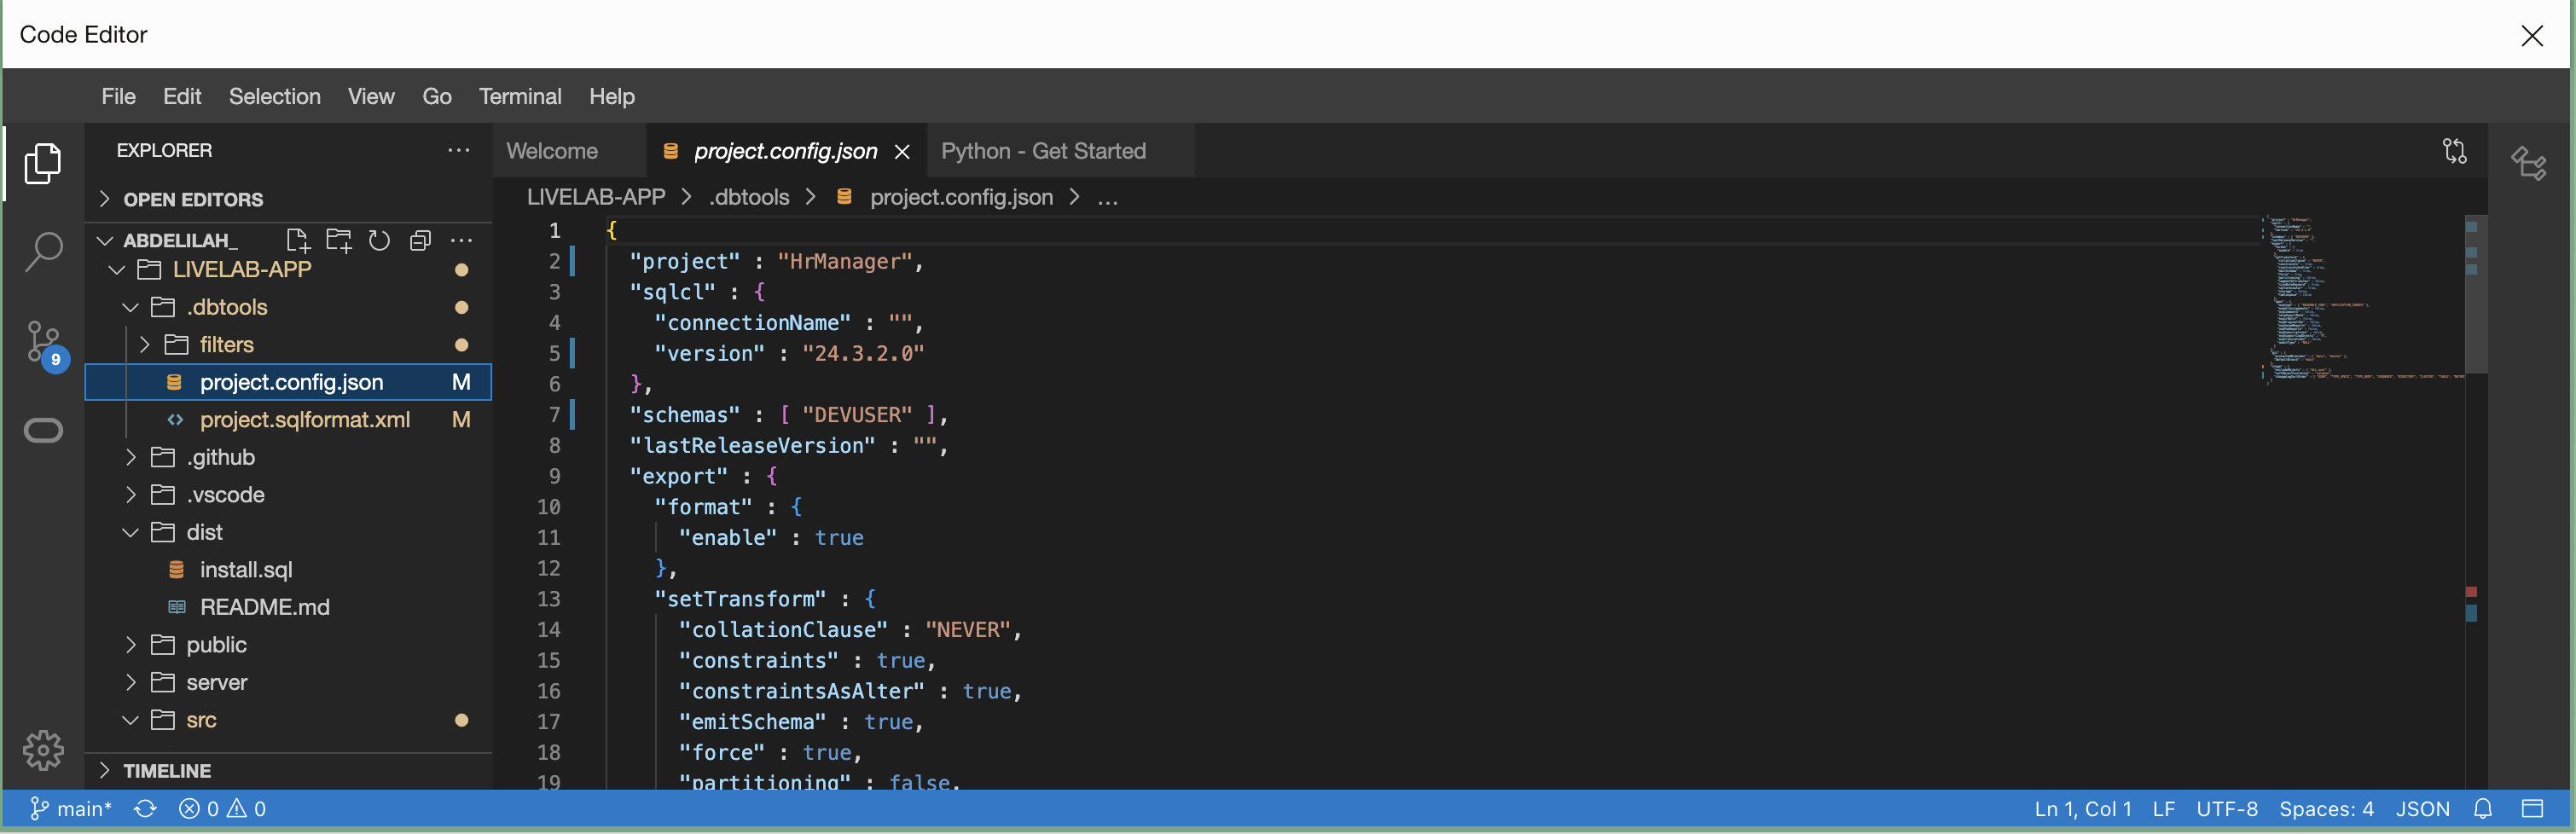 Code Editor
File Edit Selection View Go Terminal Help
EXPLORER
OPEN EDITORS
ABDELILAH_
LIVELAB-APP
.dbtools
filters
project.config.json M
project.sqlformat.xml M
.github
.vscode
dist
install.sql
README.md
public
server
src
TIMELINE
9
Welcome project.config.json Python - Get Started
LIVELAB-APP > .dbtools > project.config.json > ...
1 {
2 "project" : "HrManager",
3 "sqlcl" : {
4 "connectionName" : "",
5 "version" : "24.3.2.0"
6 },
7 "schemas" : [ "DEVUSER" ],
8 "lastReleaseVersion" : "",
9 "export" : {
10 "format" : {
11 "enable" : true
12 },
13 "setTransform" : {
14 "collationClause" : "NEVER",
15 "constraints" : true,
16 "constraintsAsAlter" : true,
17 "emitSchema" : true,
18 "force" : true,
19 "partitioning" : false,
main* 0 0 Ln 1, Col 1 LF UTF-8 Spaces: 4 JSON